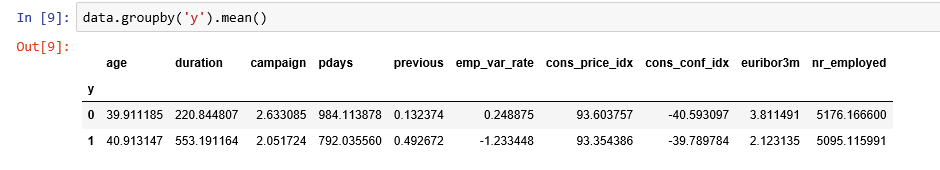 In [9]: data.groupby('y').mean()
Out[9]:
age duration campaign pdays previous emp_var_rate cons_price_idx cons_conf_idx euribor3m nr_employed
y
0 39.911185 220.844807 2.633085 984.113878 0.132374 0.248875 93.603757 -40.593097 3.811491 5176.166600
1 40.913147 553.191164 2.051724 792.035560 0.492672 -1.233448 93.354386 -39.789784 2.123135 5095.115991